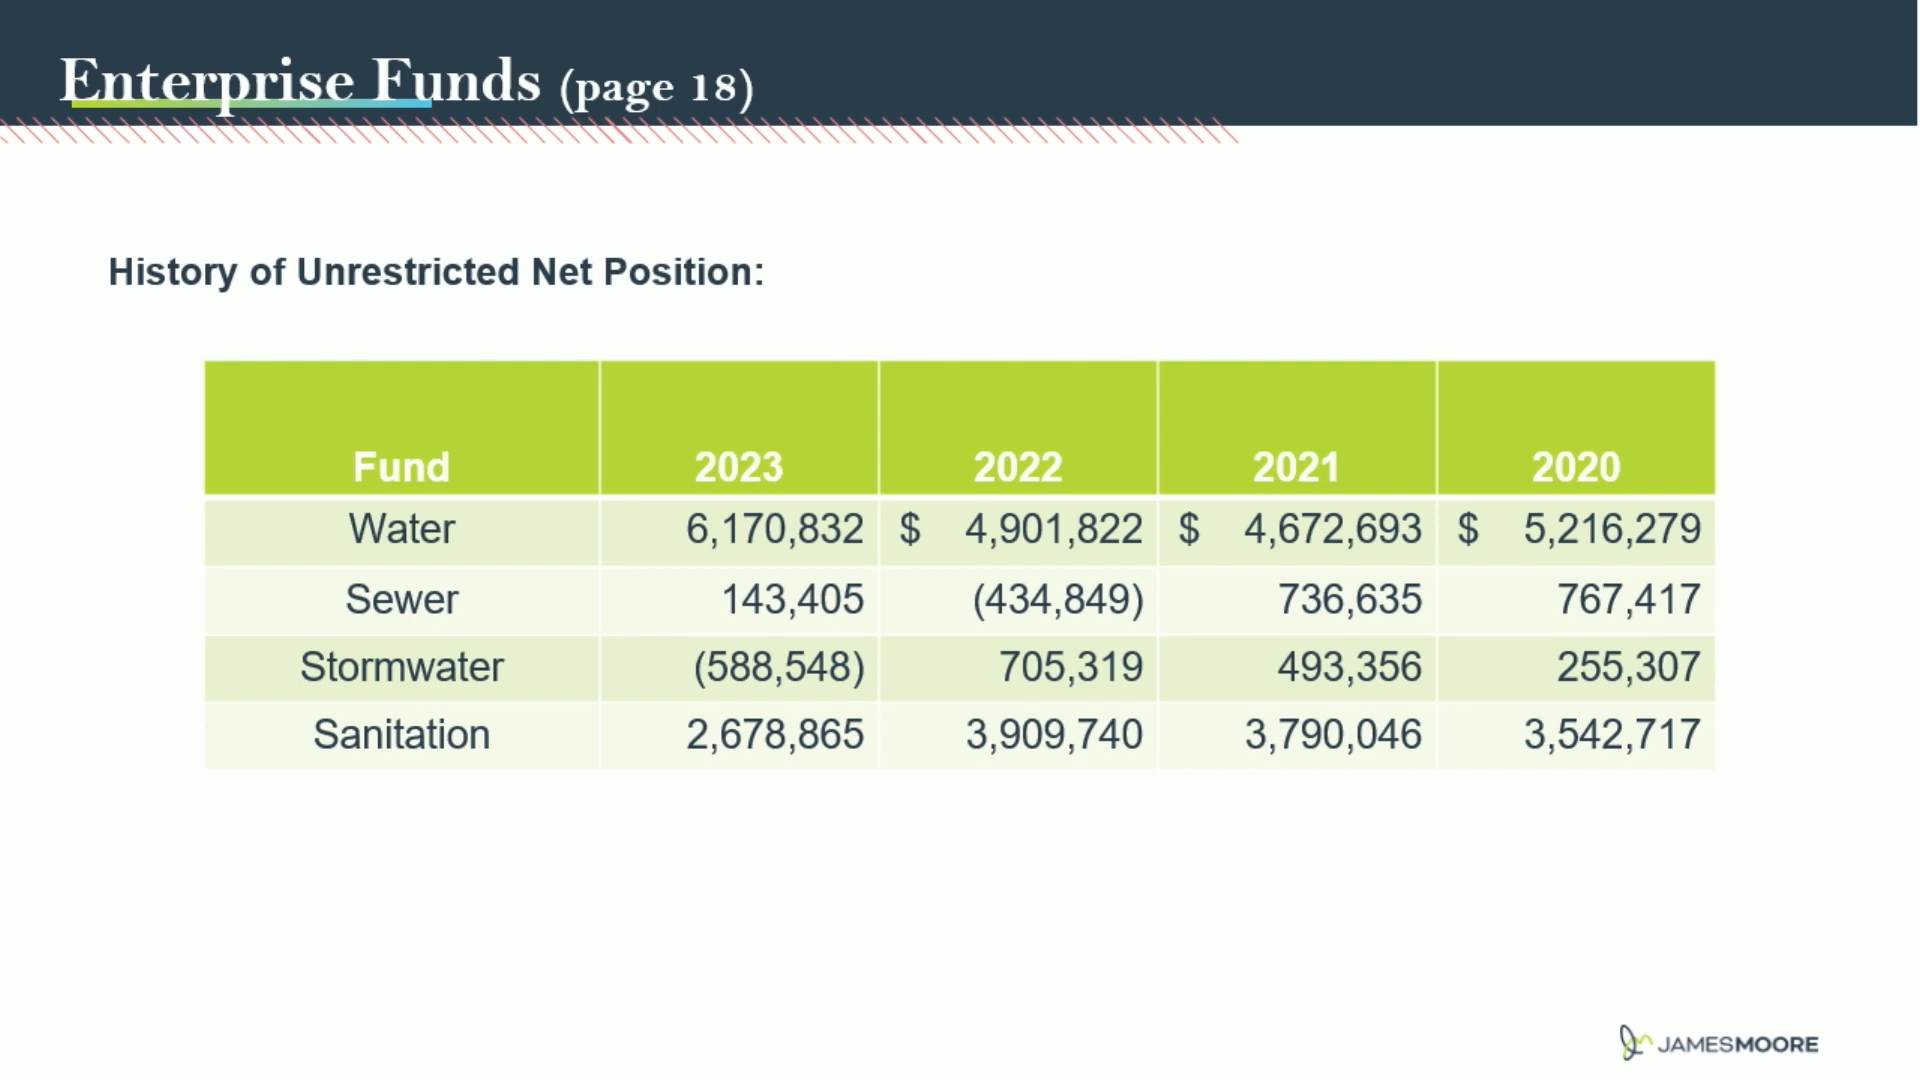 Enterprise Funds (page 18)
History of Unrestricted Net Position:
Fund 2023 2022 2021 2020
Water 6,170,832 $ 4,901,822 $ 4,672,693 $ 5,216,279
Sewer 143,405 (434,849) 736,635 767,417
Stormwater (588,548) 705,319 493,356 255,307
Sanitation 2,678,865 3,909,740 3,790,046 3,542,717
JAMESMOORE